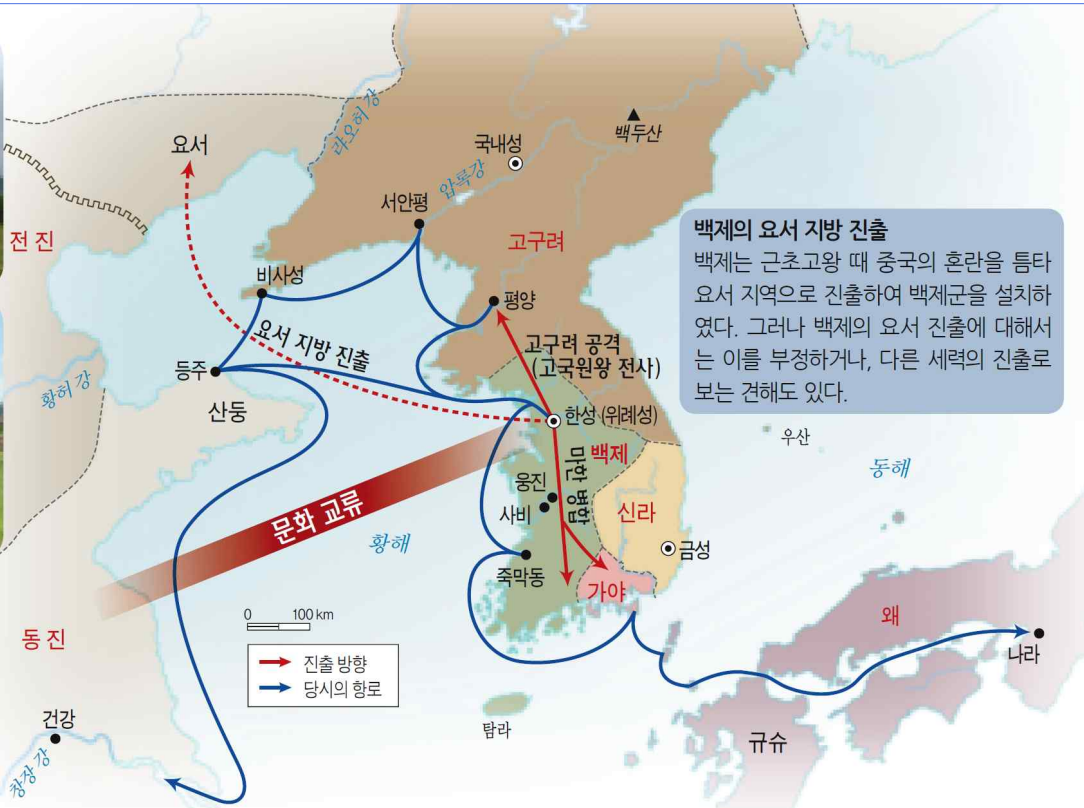 백두산
라오허 강
요서
국내성
압록강
서안평
전 진
고구려
백제의 요서 지방 진출
백제는 근초고왕 때 중국의 혼란을 틈타
요서 지역으로 진출하여 백제군을 설치하
였다. 그러나 백제의 요서 진출에 대해서
는 이를 부정하거나, 다른 세력의 진출로
보는 견해도 있다.
비사성
평양
요서 지방 진출
고구려 공격
(고국원왕 전사)
등주
황허 강
산둥
한성 (위례성)
우산
백제
마한 병합
동해
웅진
사비
신라
문화 교류
황해
금성
죽막동
가야
0 100 km
왜
동 진
나라
진출 방향
당시의 항로
건강
탐라
규슈
창장 강